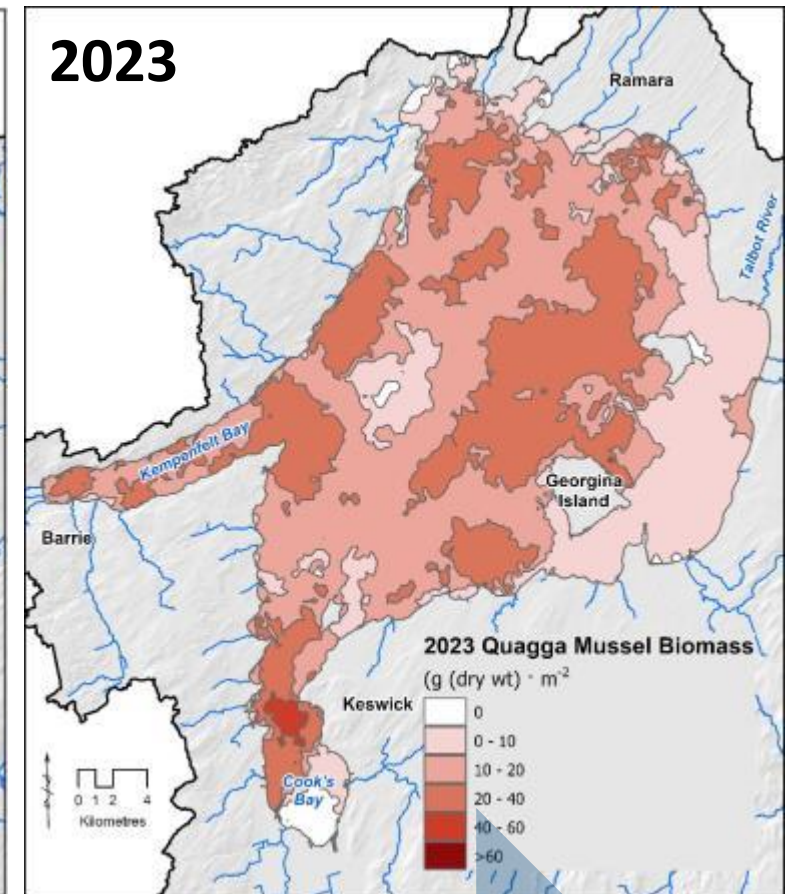 2023
Ramara
Talbot River
Kempenfelt Bay
Georgina
Island
Barrie
2023 Quagga Mussel Biomass
(g (dry wt) · m-2
Keswick
0
0 - 10
10 - 20
20 - 40
40 - 60
>60
Cook's
Bay
0 1 2 4
Kilometres